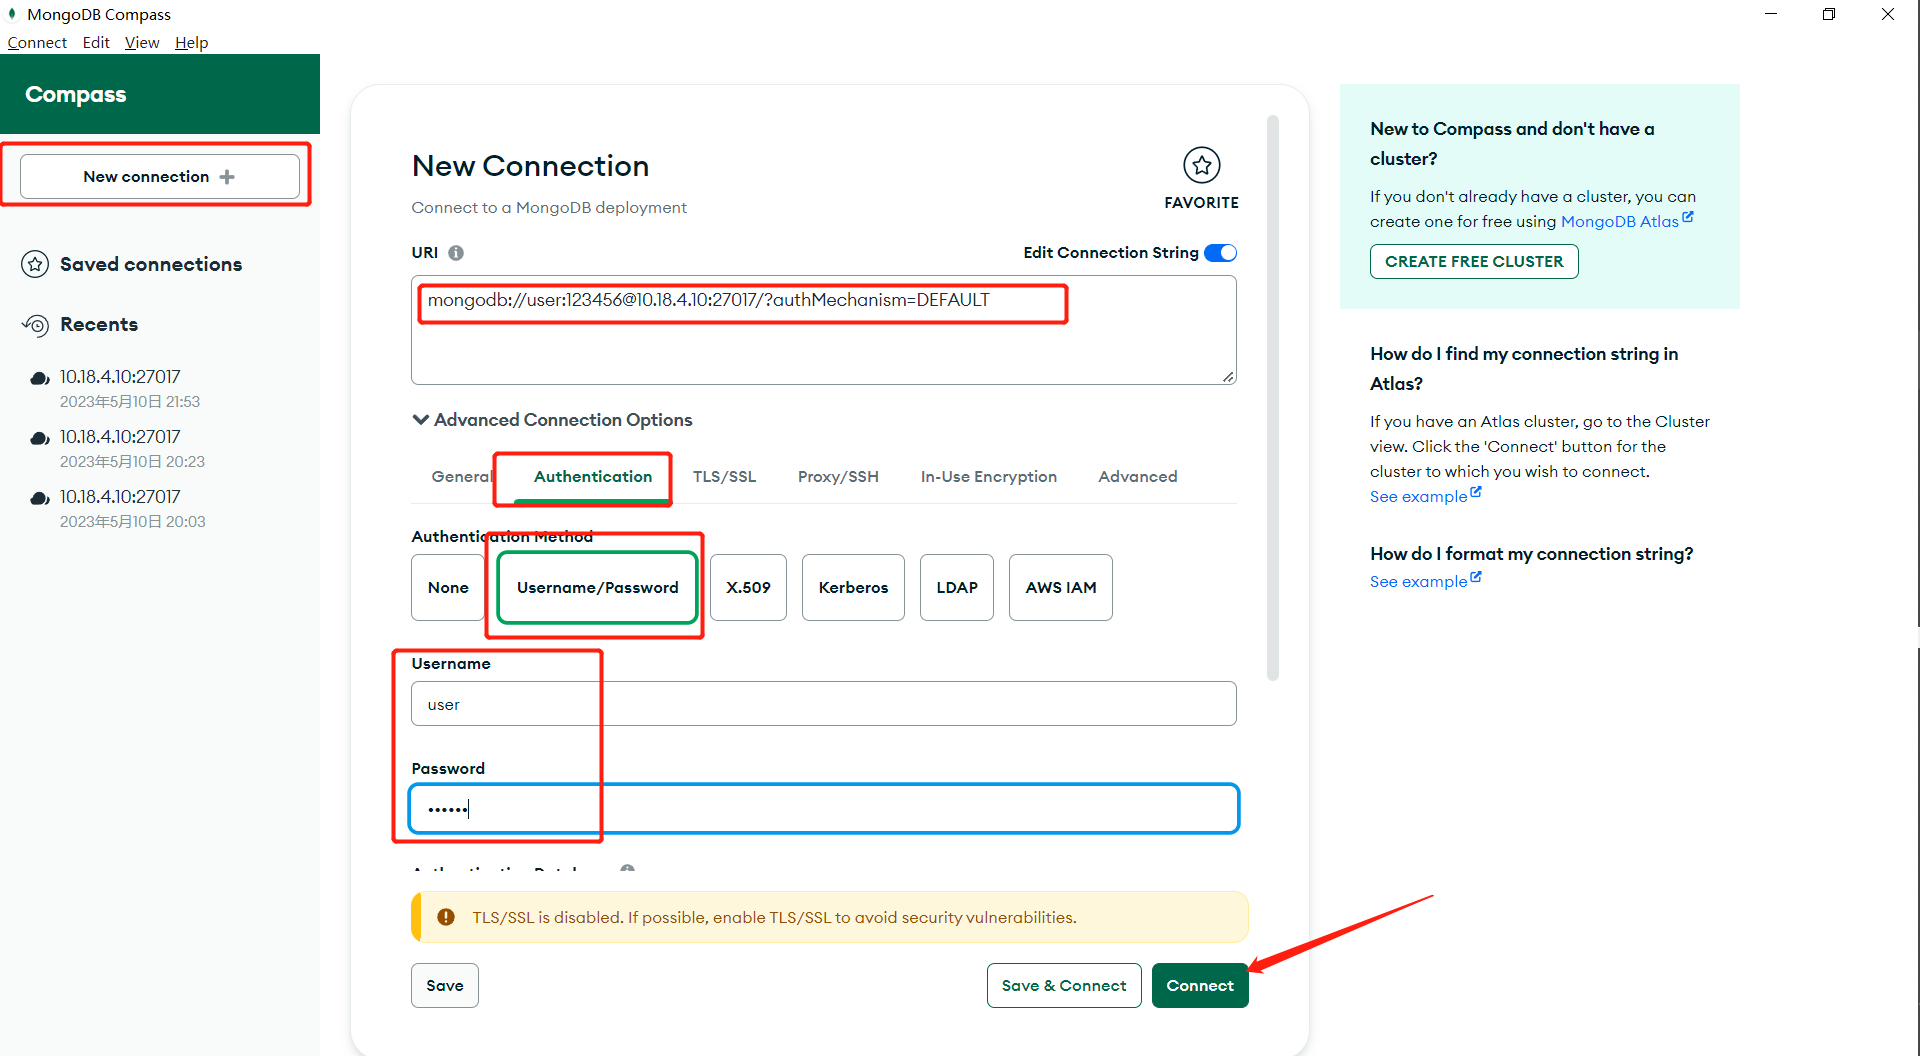 MongoDB Compass
Connect Edit View Help
Compass
New connection
Saved connections
Recents
10.18.4.10:27017
2023年5月10日 21:53
10.18.4.10:27017
2023年5月10日 20:23
10.18.4.10:27017
2023年5月10日 20:03
New Connection
Connect to a MongoDB deployment
FAVORITE
URI
Edit Connection String
mongodb://user:123456@10.18.4.10:27017/?authMechanism=DEFAULT
Advanced Connection Options
General Authentication TLS/SSL Proxy/SSH In-Use Encryption Advanced
Authentication Method
None Username/Password X.509 Kerberos LDAP AWS IAM
Username
user
Password
••••••
TLS/SSL is disabled. If possible, enable TLS/SSL to avoid security vulnerabilities.
Save
Save & Connect
Connect
New to Compass and don't have a
cluster?
If you don't already have a cluster, you can
create one for free using MongoDB Atlas
CREATE FREE CLUSTER
How do I find my connection string in
Atlas?
If you have an Atlas cluster, go to the Cluster
view. Click the 'Connect' button for the
cluster to which you wish to connect.
See example
How do I format my connection string?
See example